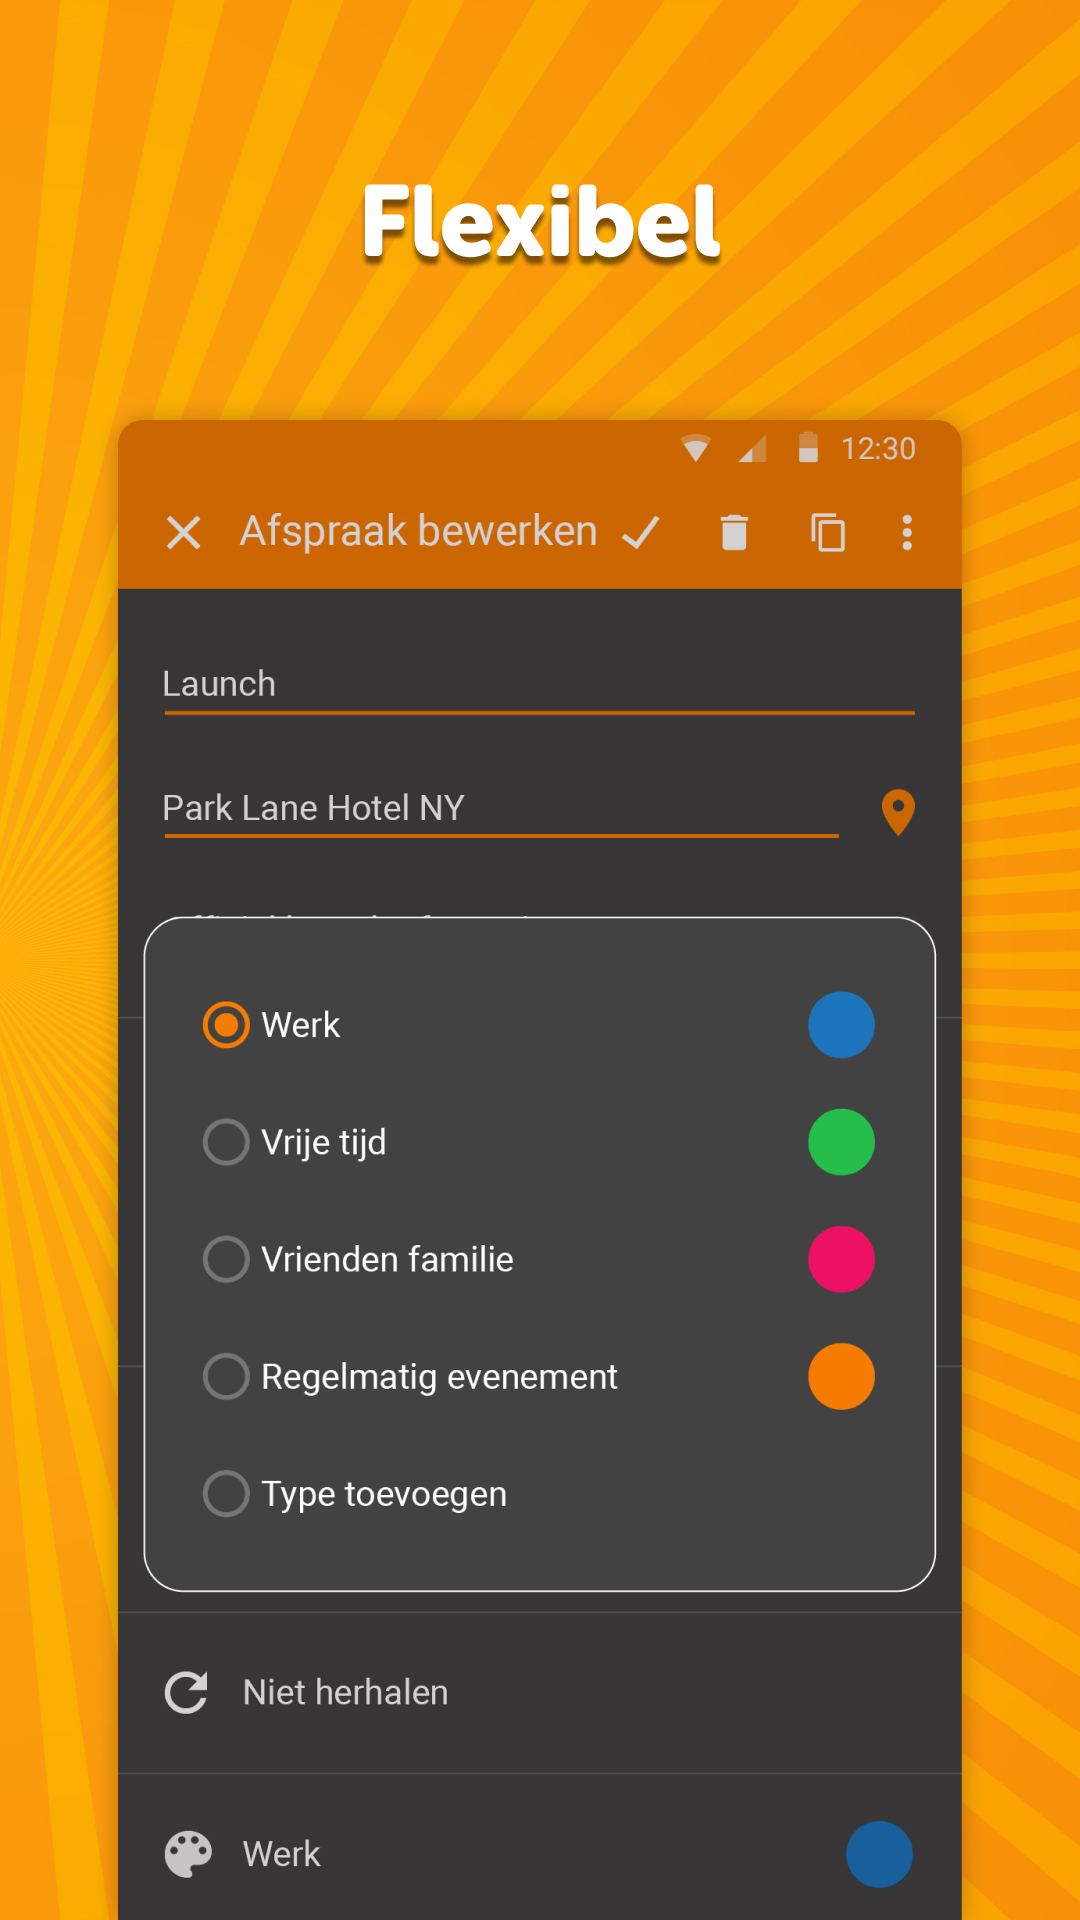 Flexibel
12:30
Afspraak bewerken
Launch
Park Lane Hotel NY
Werk
Vrije tijd
Vrienden familie
Regelmatig evenement
Type toevoegen
Niet herhalen
Werk